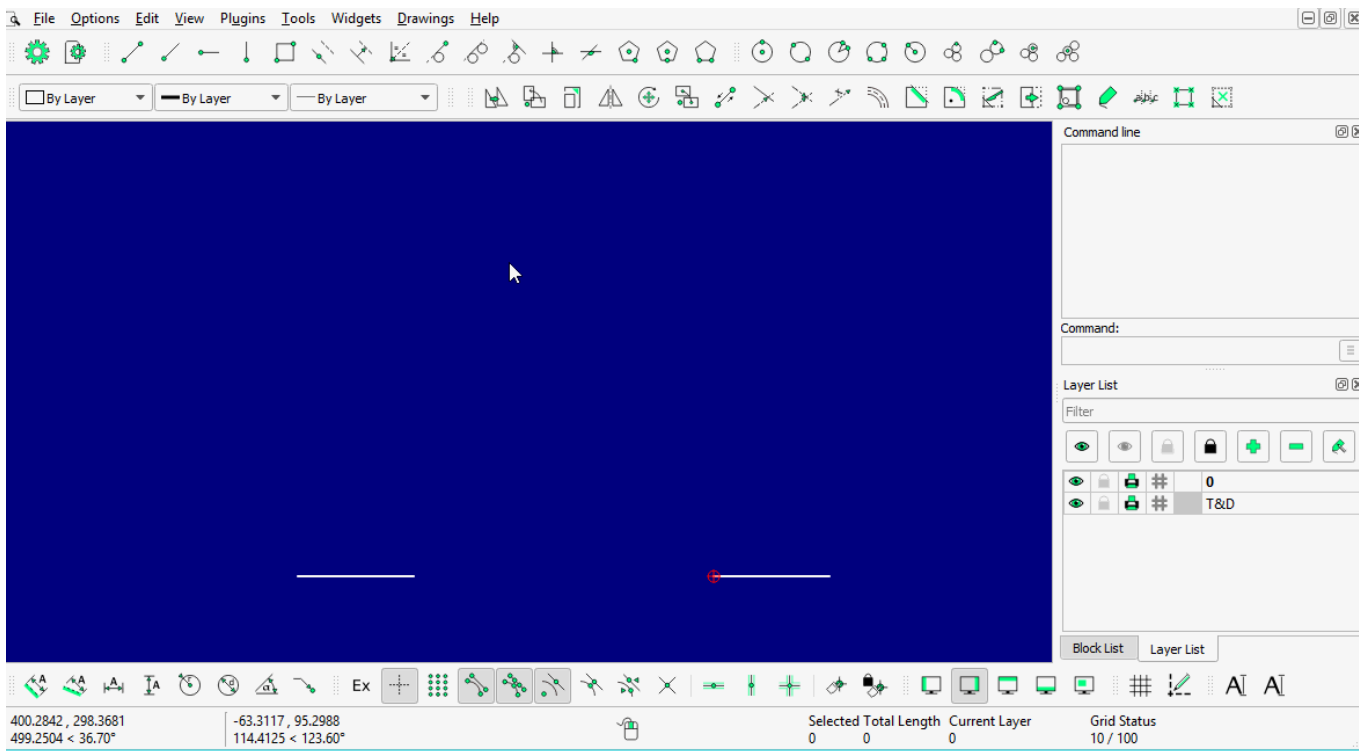 File Options Edit View Plugins Tools Widgets Drawings Help
By Layer By Layer By Layer
Command line
Command:
Layer List
Filter
0
T&D
Block List Layer List
Ex
400.2842 , 298.3681 -63.3117 , 95.2988 Selected Total Length Current Layer Grid Status
499.2504 < 36.70° 114.4125 < 123.60° 0 0 0 10 / 100